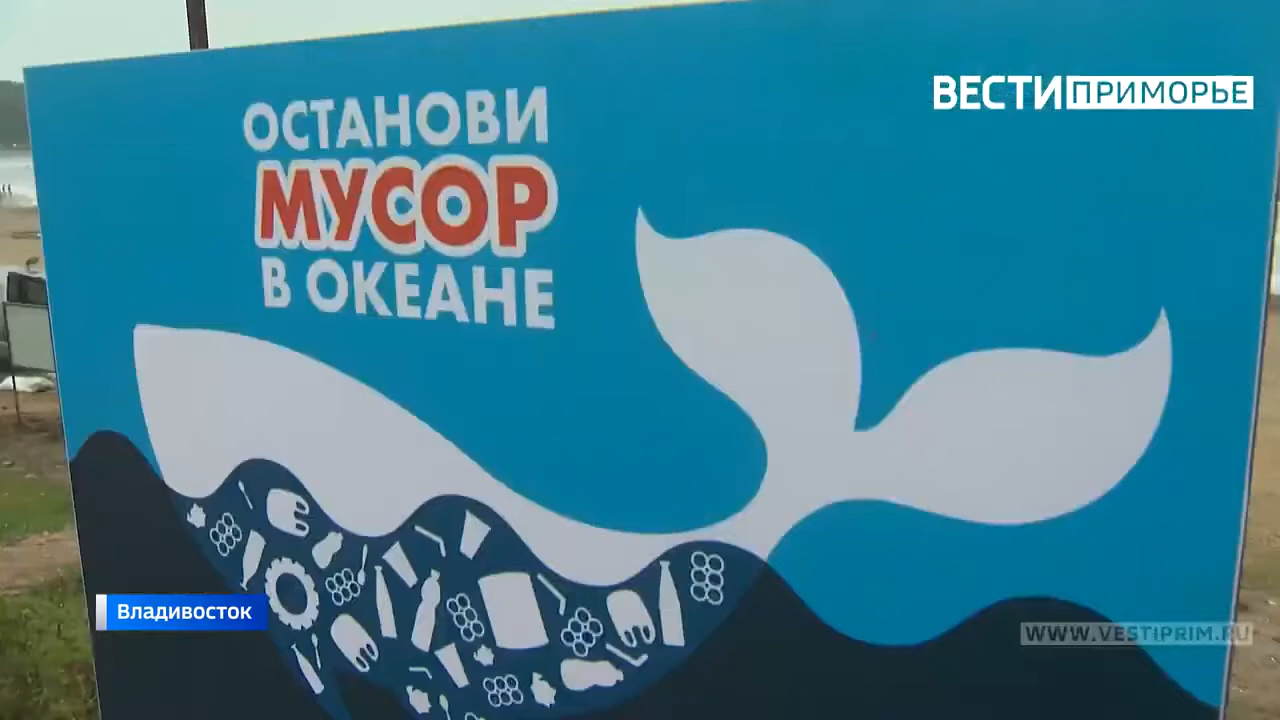 ВЕСТИ ПРИМОРЬЕ
ОСТАНОВИ
МУСОР
В ОКЕАНЕ
Владивосток
WWW.VESTIPRIM.RU